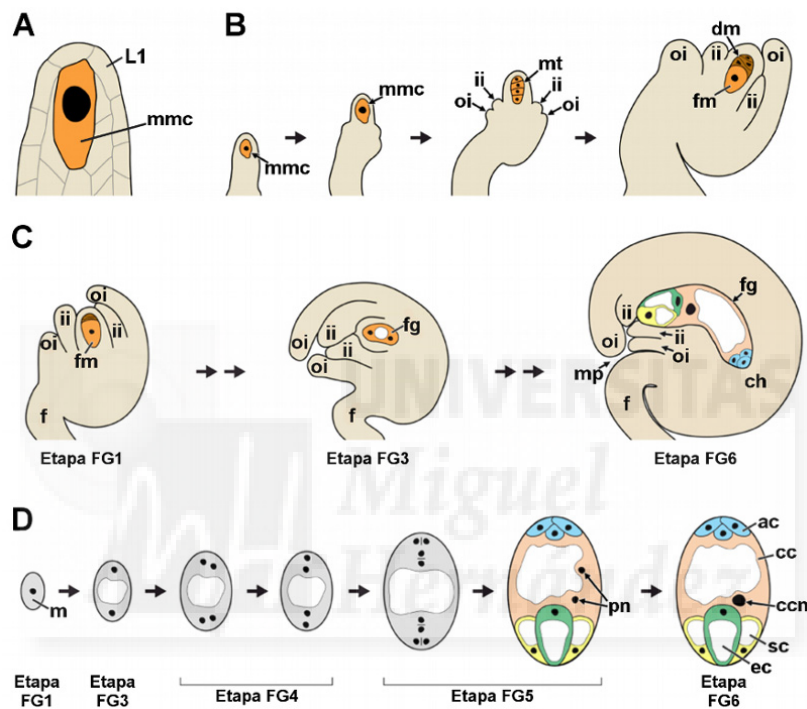 A
L1
mmc
B
mmc
mmc
mt
ii
ii
oi
oi
dm
oi
ii
oi
fm
ii
C
oi
ii
oi
ii
fm
f
Etapa FG1
oi
ii
ii
oi
fg
f
Etapa FG3
fg
ii
oi
ii
oi
mp
ch
f
Etapa FG6
UNIVERSITAS
Miguel
Hernández
D
m
pn
ac
cc
ccn
sc
ec
Etapa
FG1
Etapa
FG3
Etapa FG4
Etapa FG5
Etapa
FG6